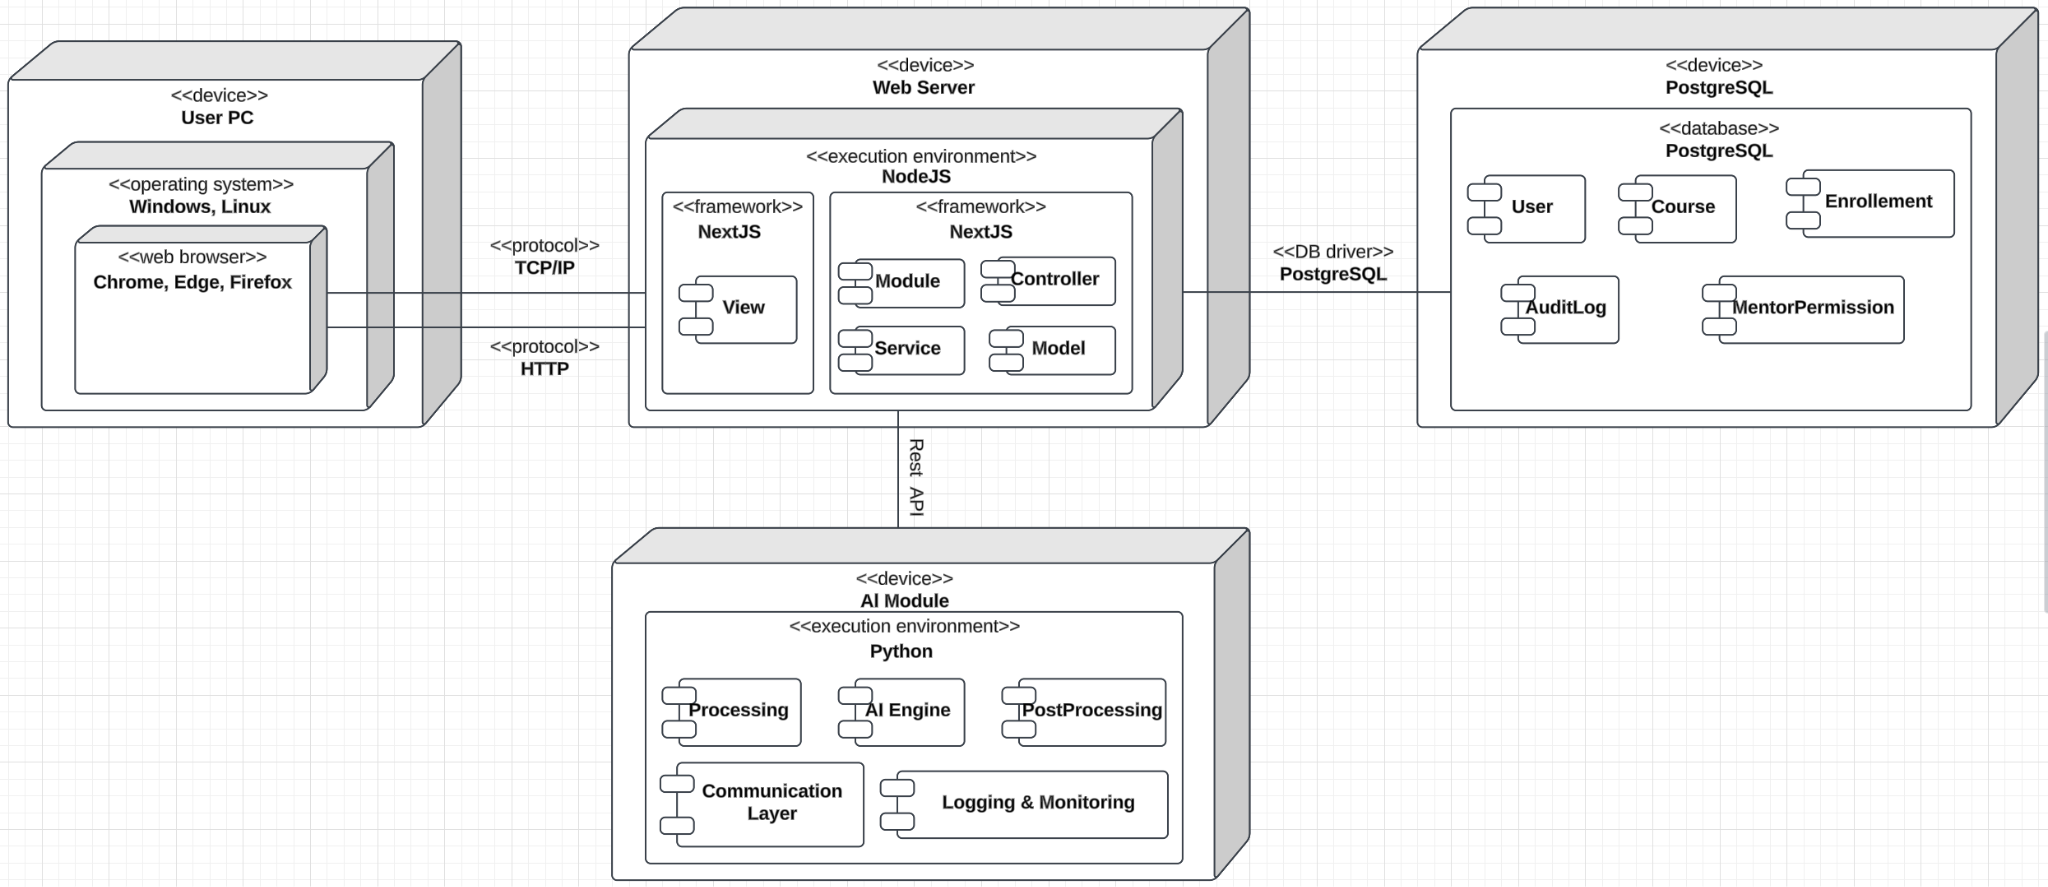 <<device>>
User PC
<<operating system>>
Windows, Linux
<<web browser>>
Chrome, Edge, Firefox
<<protocol>>
TCP/IP
<<protocol>>
HTTP
<<device>>
Web Server
<<execution environment>>
NodeJS
<<framework>>
NextJS
View
<<framework>>
NextJS
Module
Controller
Service
Model
<<DB driver>>
PostgreSQL
<<device>>
PostgreSQL
<<database>>
PostgreSQL
User
Course
Enrollement
AuditLog
MentorPermission
Rest API
<<device>>
AI Module
<<execution environment>>
Python
Processing
AI Engine
PostProcessing
Communication
Layer
Logging & Monitoring